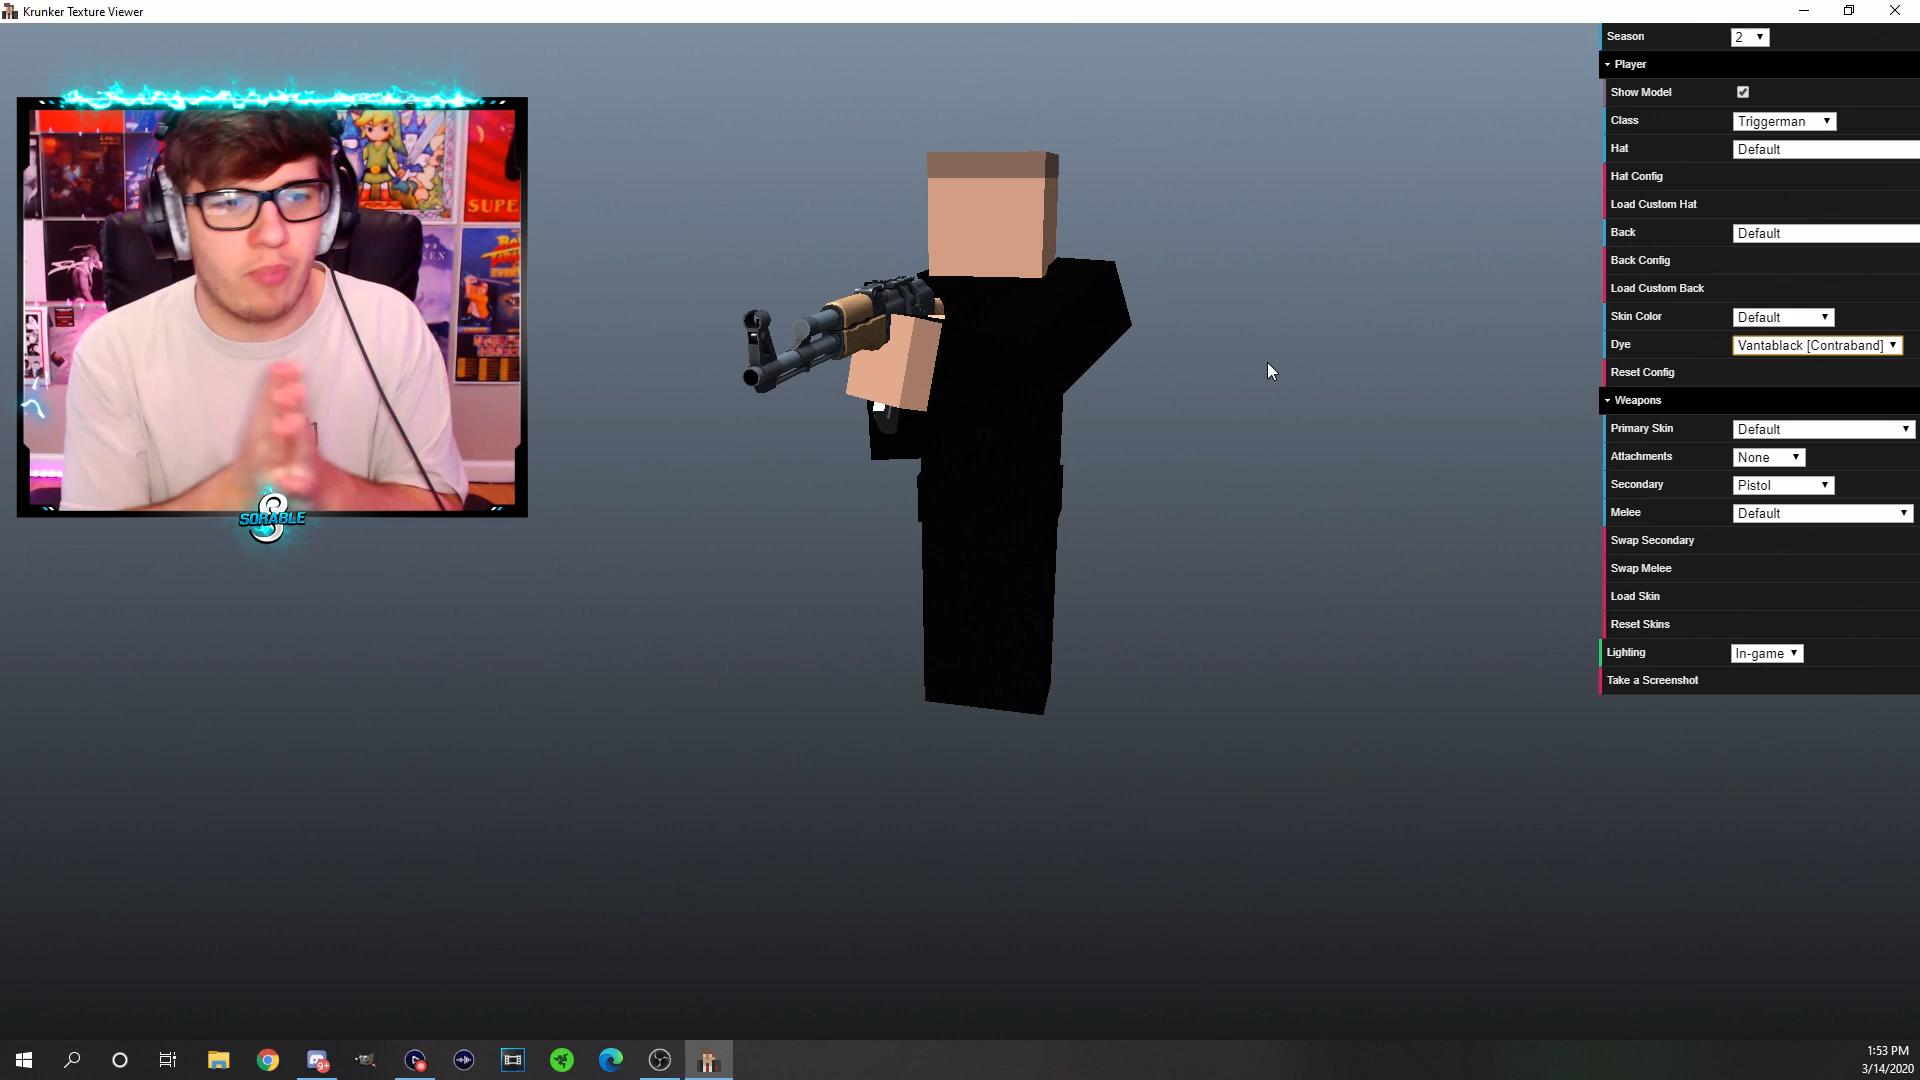 Krunker Texture Viewer
Season 2
Player
Show Model
Class Triggerman
Hat Default
Hat Config
Load Custom Hat
Back Default
Back Config
Load Custom Back
Skin Color Default
Dye Vantablack [Contraband]
Reset Config
Weapons
Primary Skin Default
Attachments None
Secondary Pistol
Melee Default
Swap Secondary
Swap Melee
Load Skin
Reset Skins
Lighting In-game
Take a Screenshot
SUPE
S
SORABLE
9+
1:53 PM
3/14/2020